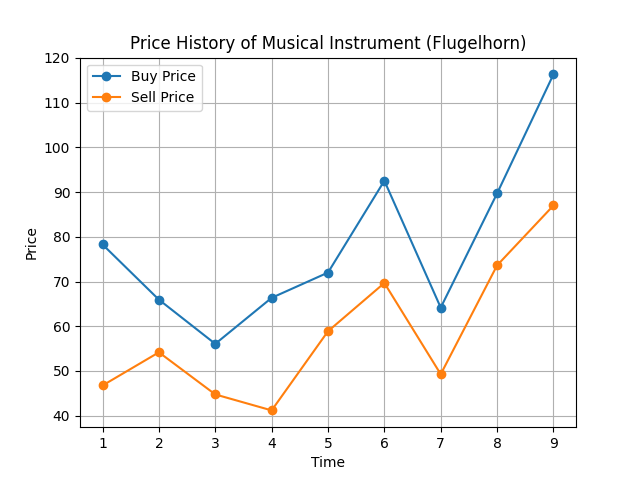 Price History of Musical Instrument (Flugelhorn)
Buy Price
Sell Price
Price
120
110
100
90
80
70
60
50
40
1 2 3 4 5 6 7 8 9
Time